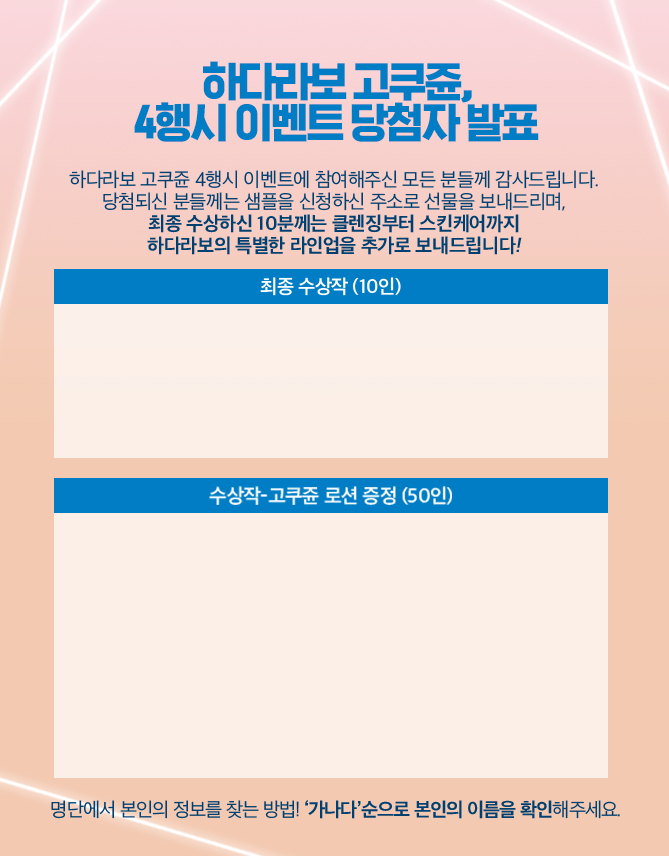 하다라보 고쿠쥰,
4행시 이벤트 당첨자 발표
하다라보 고쿠쥰 4행시 이벤트에 참여해주신 모든 분들께 감사드립니다.
당첨되신 분들께는 샘플을 신청하신 주소로 선물을 보내드리며,
최종 수상하신 10분께는 클렌징부터 스킨케어까지
하다라보의 특별한 라인업을 추가로 보내드립니다!
최종 수상작 (10인)
수상작-고쿠쥰 로션 증정 (50인)
명단에서 본인의 정보를 찾는 방법! ‘가나다’순으로 본인의 이름을 확인해주세요.